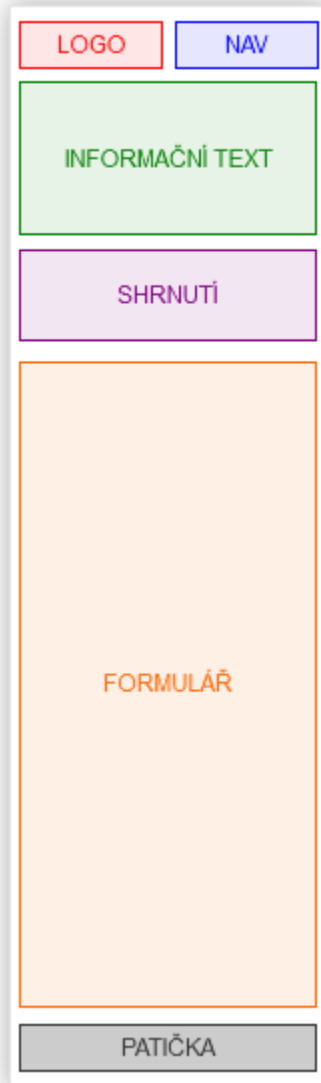 LOGO
NAV
INFORMAČNÍ TEXT
SHRNUTÍ
FORMULÁŘ
PATIČKA